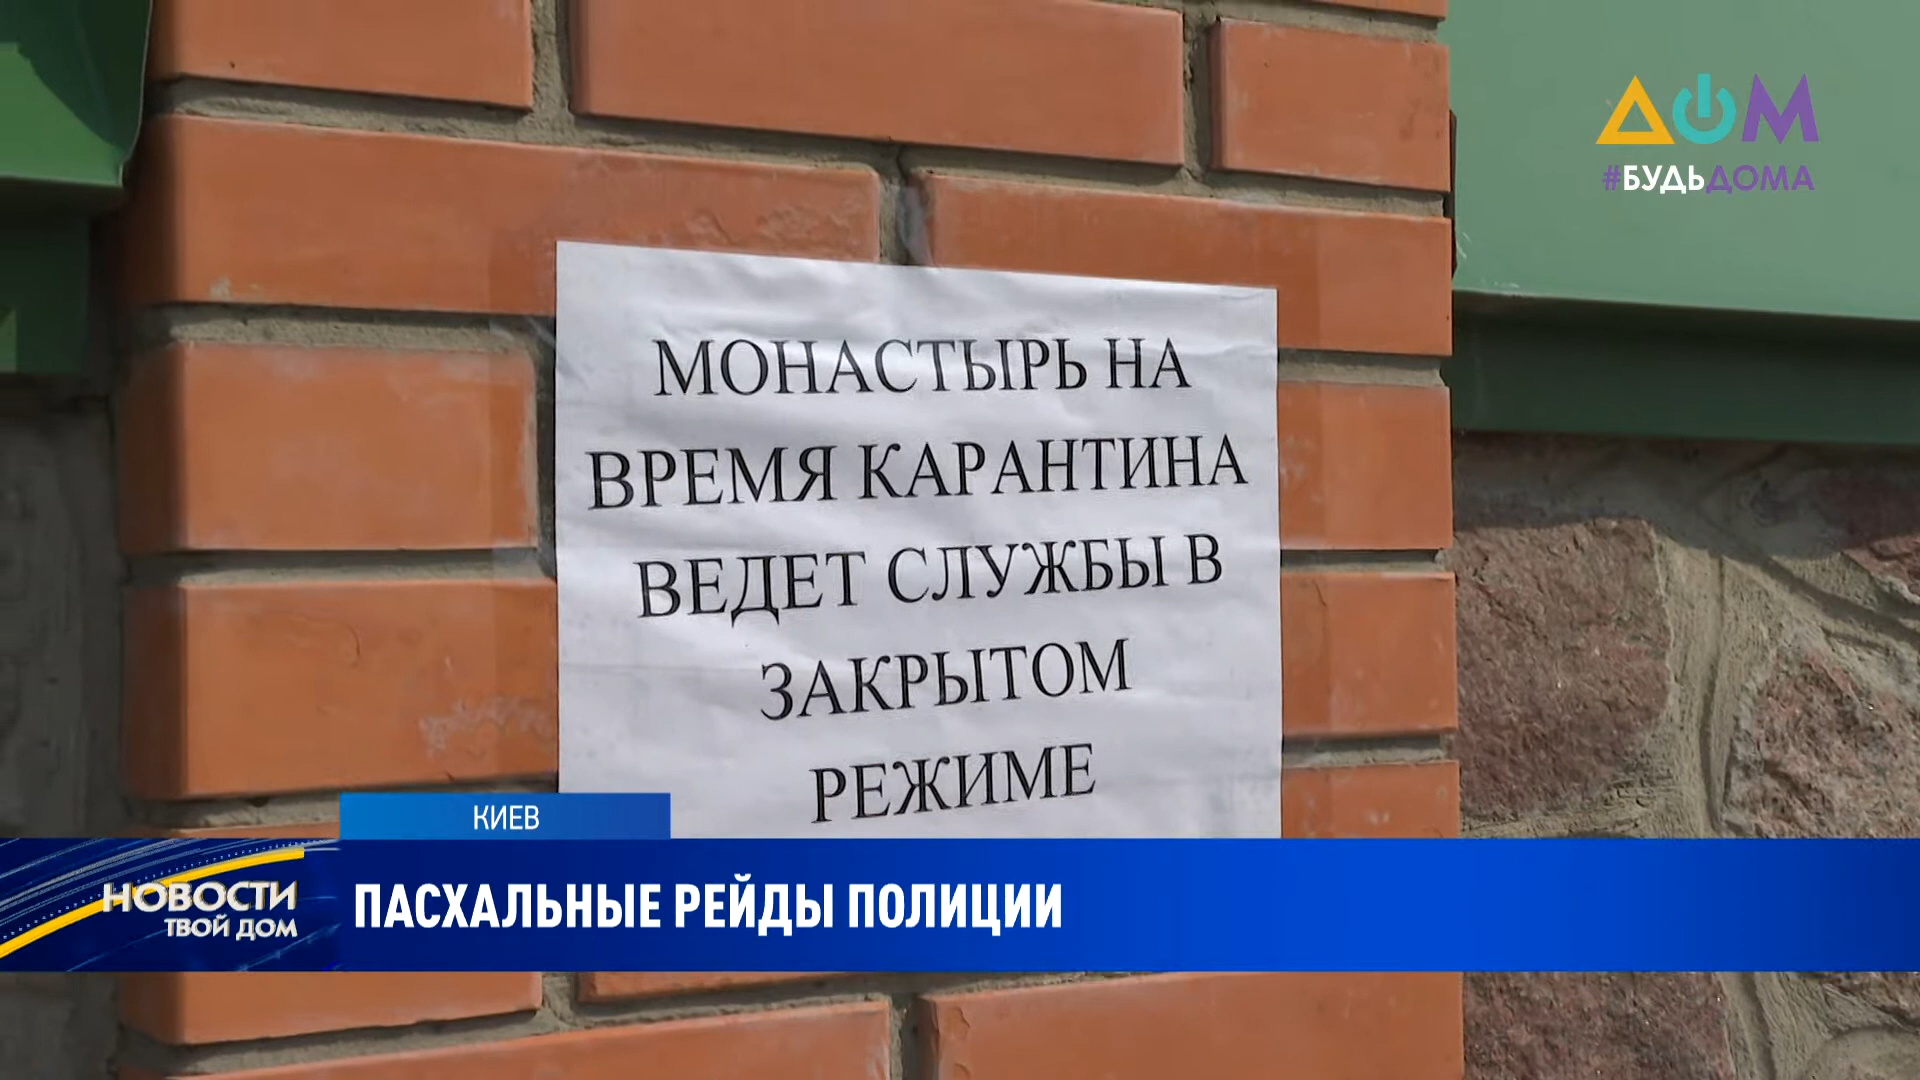 ДОМ
#БУДЬДОМА
МОНАСТЫРЬ НА
ВРЕМЯ КАРАНТИНА
ВЕДЕТ СЛУЖБЫ В
ЗАКРЫТОМ
РЕЖИМЕ
КИЕВ
НОВОСТИ
ТВОЙ ДОМ
ПАСХАЛЬНЫЕ РЕЙДЫ ПОЛИЦИИ